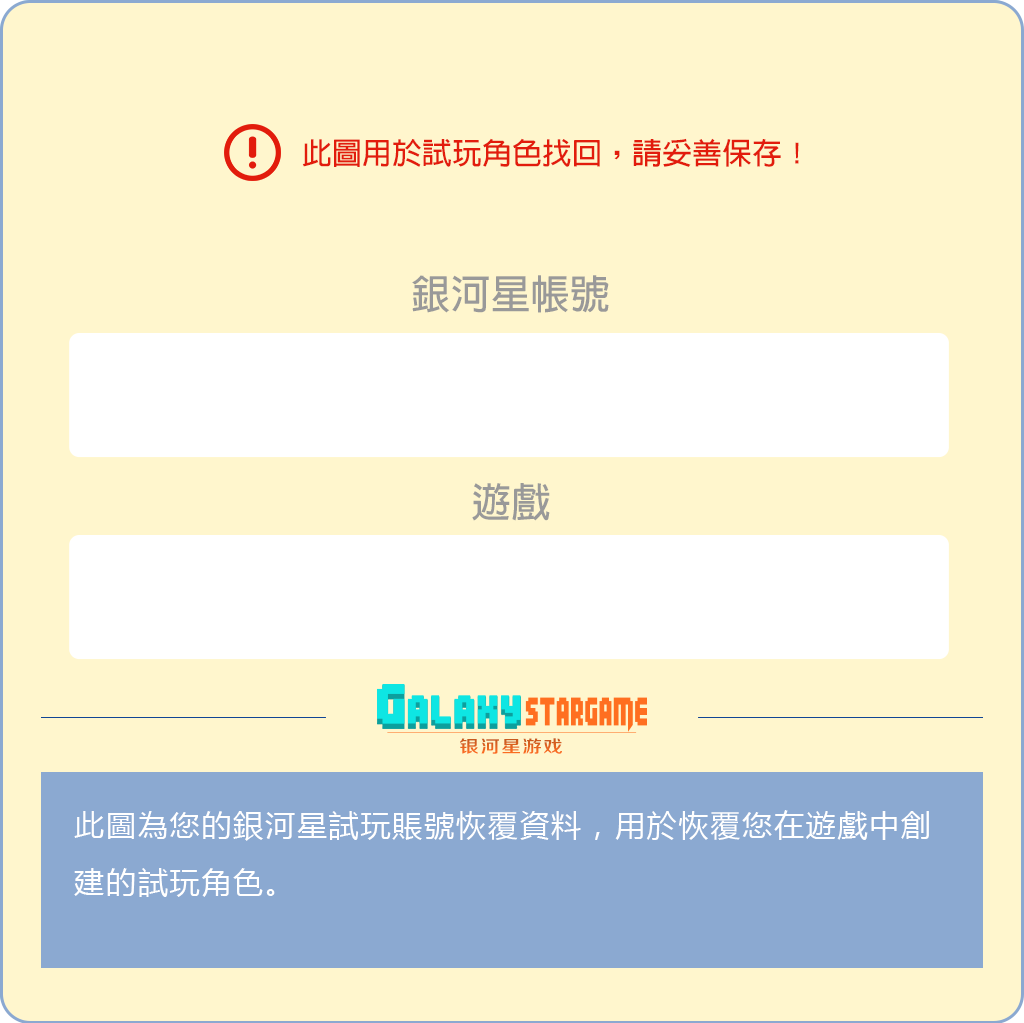 此圖用於試玩角色找回，請妥善保存！
銀河星帳號
遊戲
GALAXY STARGAME
银河星游戏
此圖為您的銀河星試玩賬號恢覆資料，用於恢覆您在遊戲中創
建的試玩角色。